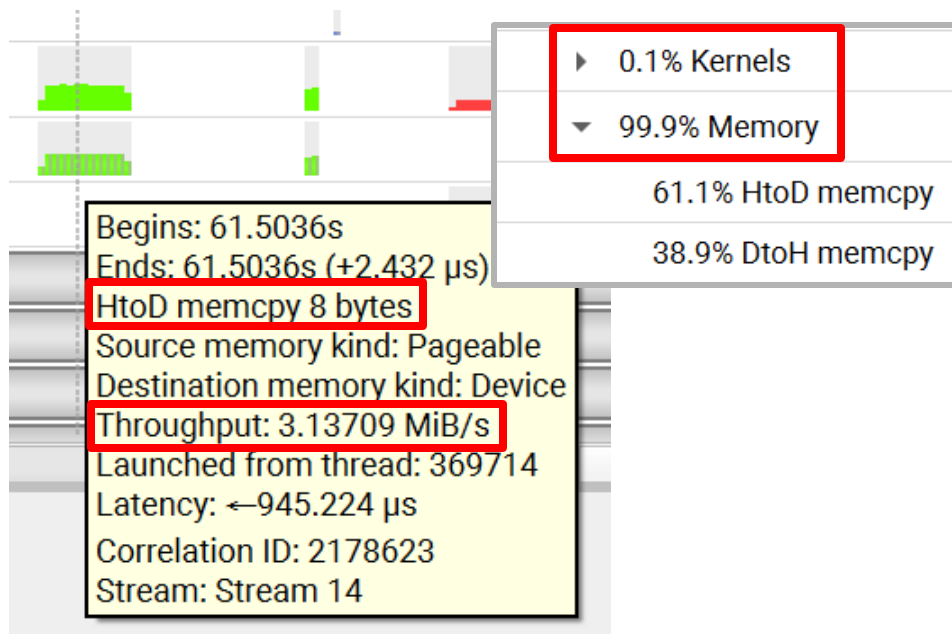 0.1% Kernels
99.9% Memory
61.1% HtoD memcpy
38.9% DtoH memcpy
Begins: 61.5036s
Ends: 61.5036s (+2.432 μs)
HtoD memcpy 8 bytes
Source memory kind: Pageable
Destination memory kind: Device
Throughput: 3.13709 MiB/s
Launched from thread: 369714
Latency: ←945.224 μs
Correlation ID: 2178623
Stream: Stream 14